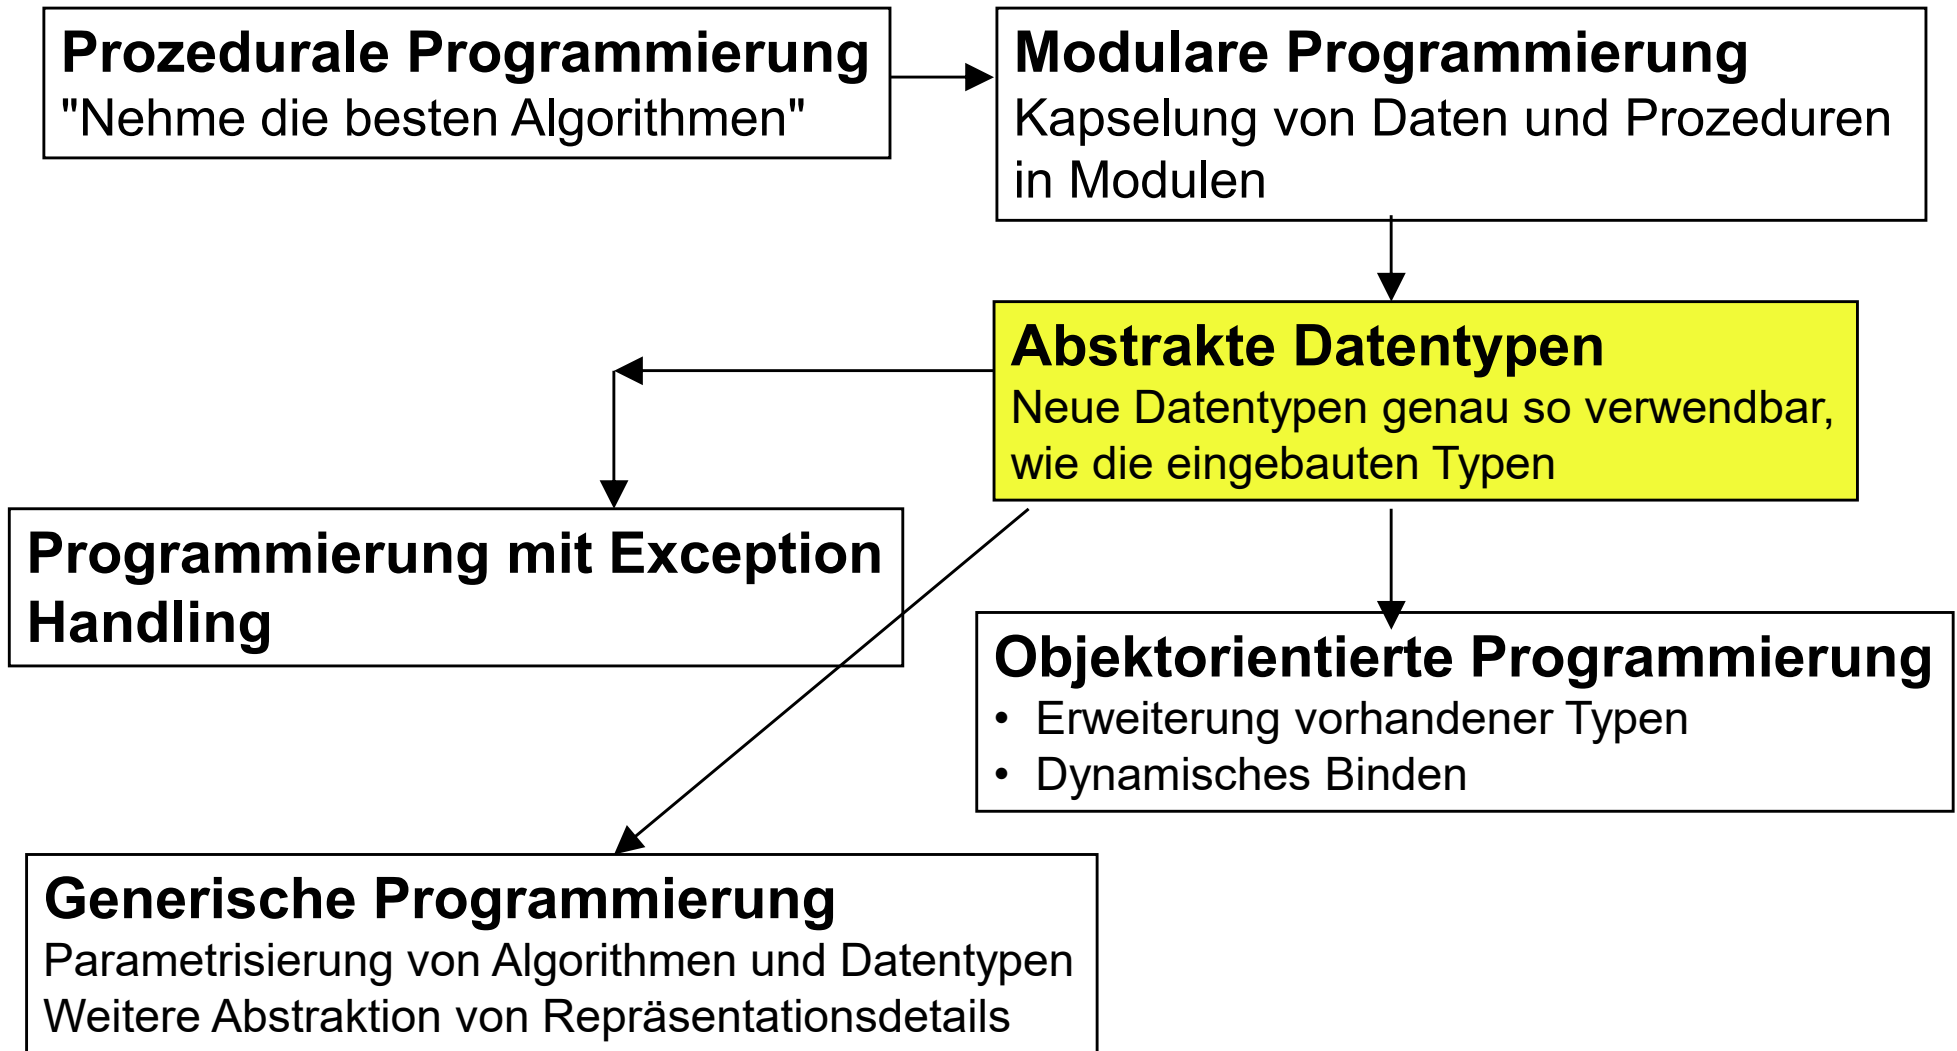 Prozedurale Programmierung
"Nehme die besten Algorithmen"
Modulare Programmierung
Kapselung von Daten und Prozeduren
in Modulen
Abstrakte Datentypen
Neue Datentypen genau so verwendbar,
wie die eingebauten Typen
Programmierung mit Exception
Handling
Objektorientierte Programmierung
• Erweiterung vorhandener Typen
• Dynamisches Binden
Generische Programmierung
Parametrisierung von Algorithmen und Datentypen
Weitere Abstraktion von Repräsentationsdetails